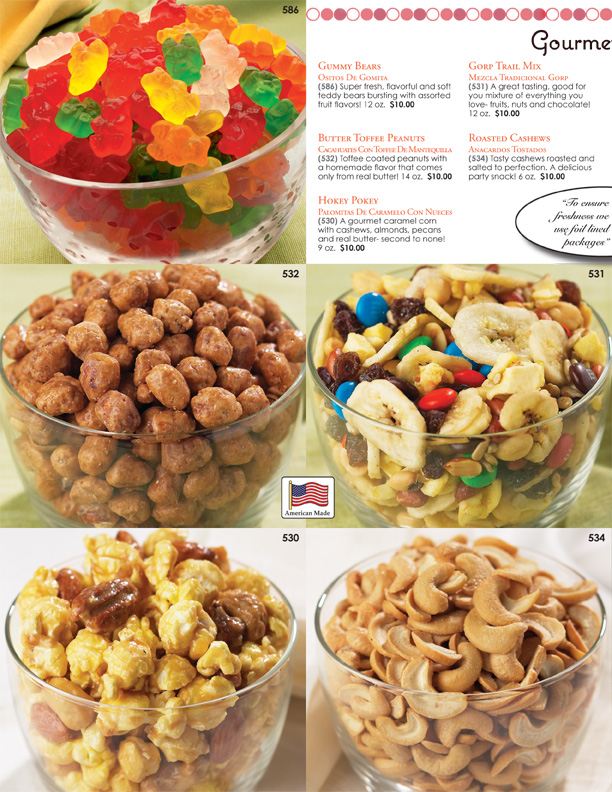 586
Gourme
Gummy Bears
Ositos De Gomita
(586) Super fresh, flavorful and soft
teddy bears bursting with assorted
fruit flavors! 12 oz. $10.00
Gorp Trail Mix
Mezcla Tradicional Gorp
(531) A great tasting, good for
you mixture of everything you
love- fruits, nuts and chocolate!
12 oz. $10.00
Butter Toffee Peanuts
Cacahuates Con Toffee De Mantequilla
(532) Toffee coated peanuts with
a homemade flavor that comes
only from real butter! 14 oz. $10.00
Roasted Cashews
Anacardos Tostados
(534) Tasty cashews roasted and
salted to perfection. A delicious
party snack! 6 oz. $10.00
Hokey Pokey
Palomitas De Caramelo Con Nueces
(530) A gourmet caramel corn
with cashews, almonds, pecans
and real butter- second to none!
9 oz. $10.00
"To ensure
freshness we
use foil lined
packages"
532
531
American Made
530
534